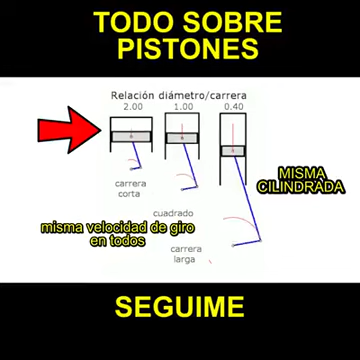 TODO SOBRE
PISTONES
Relación diámetro/carrera
2.00 1.00 0.40
carrera
corta
cuadrado
carrera
larga
MISMA
CILINDRADA
misma velocidad de giro
en todos
SEGUIME